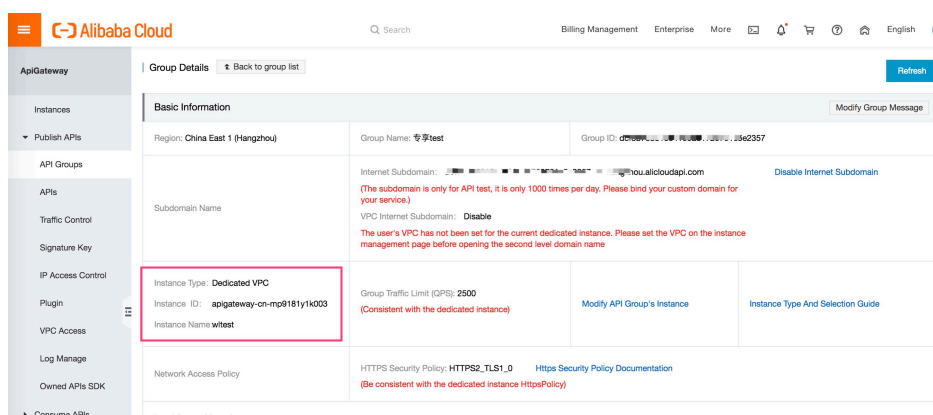 Alibaba Cloud
Search
Billing Management Enterprise More English
ApiGateway
Group Details Back to group list
Refresh
Instances
Basic Information
Modify Group Message
Publish APIs
Region: China East 1 (Hangzhou)
Group Name: 专享test
Group ID:
API Groups
APIs
Traffic Control
Signature Key
IP Access Control
Plugin
VPC Access
Log Manage
Owned APIs SDK
Consume APIs
Subdomain Name
Internet Subdomain: hou.alicloudapi.com
Disable Internet Subdomain
(The subdomain is only for API test, it is only 1000 times per day. Please bind your custom domain for
your service.)
VPC Internet Subdomain: Disable
The user's VPC has not been set for the current dedicated instance. Please set the VPC on the instance
management page before opening the second level domain name
Instance Type: Dedicated VPC
Instance ID: apigateway-cn-mp9181y1k003
Instance Name:witest
Group Traffic Limit (QPS): 2500
(Consistent with the dedicated instance)
Modify API Group's Instance
Instance Type And Selection Guide
Network Access Policy
HTTPS Security Policy: HTTPS2_TLS1_0 Https Security Policy Documentation
(Be consistent with the dedicated instance HttpsPolicy)